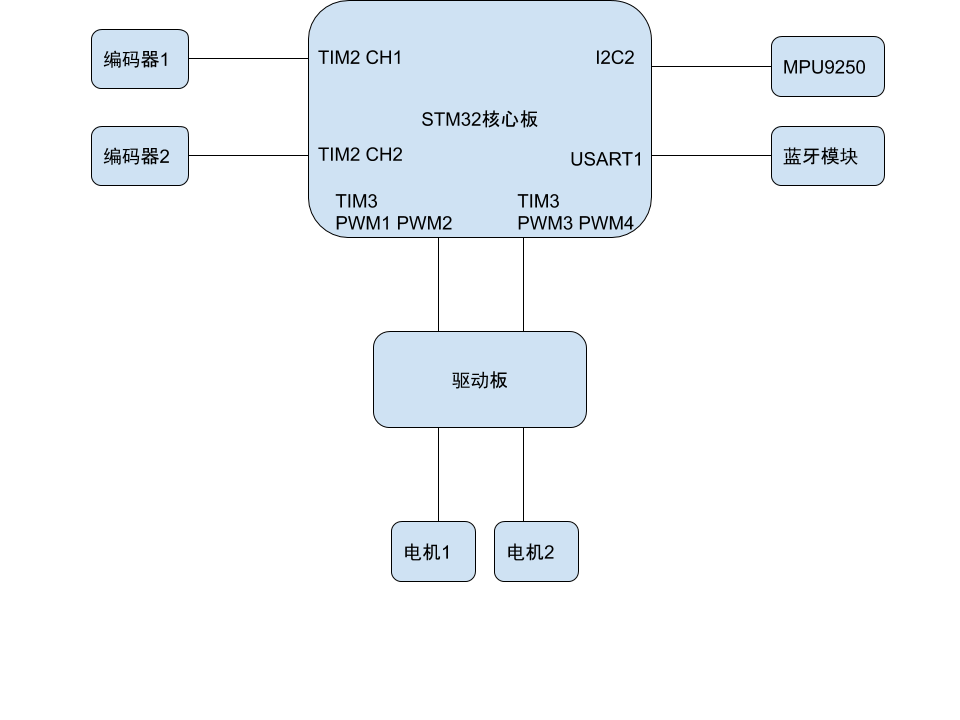 编码器1
TIM2 CH1
I2C2
MPU9250
STM32核心板
编码器2
TIM2 CH2
USART1
蓝牙模块
TIM3
PWM1 PWM2
TIM3
PWM3 PWM4
驱动板
电机1
电机2